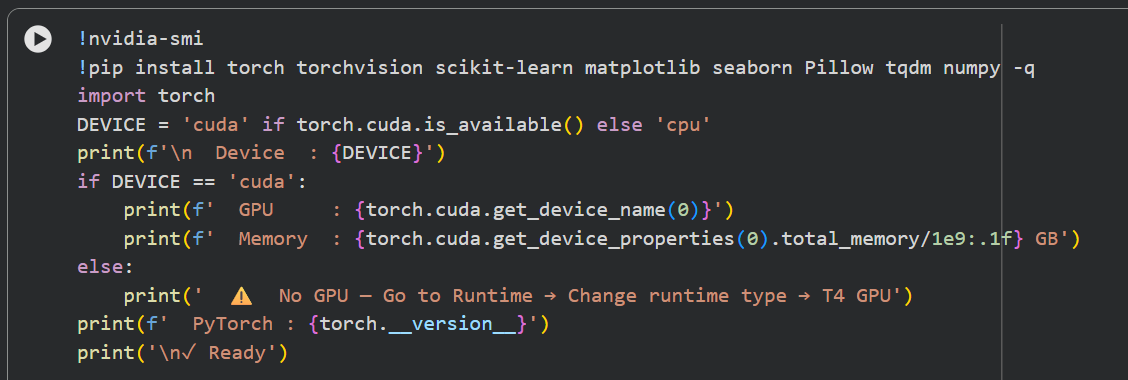 !nvidia-smi
!pip install torch torchvision scikit-learn matplotlib seaborn Pillow tqdm numpy -q
import torch
DEVICE = 'cuda' if torch.cuda.is_available() else 'cpu'
print(f'\n  Device  : {DEVICE}')
if DEVICE == 'cuda':
    print(f'  GPU     : {torch.cuda.get_device_name(0)}')
    print(f'  Memory  : {torch.cuda.get_device_properties(0).total_memory/1e9:.1f} GB')
else:
    print('  ⚠️  No GPU — Go to Runtime → Change runtime type → T4 GPU')
print(f'  PyTorch : {torch.__version__}')
print('\n✓ Ready')